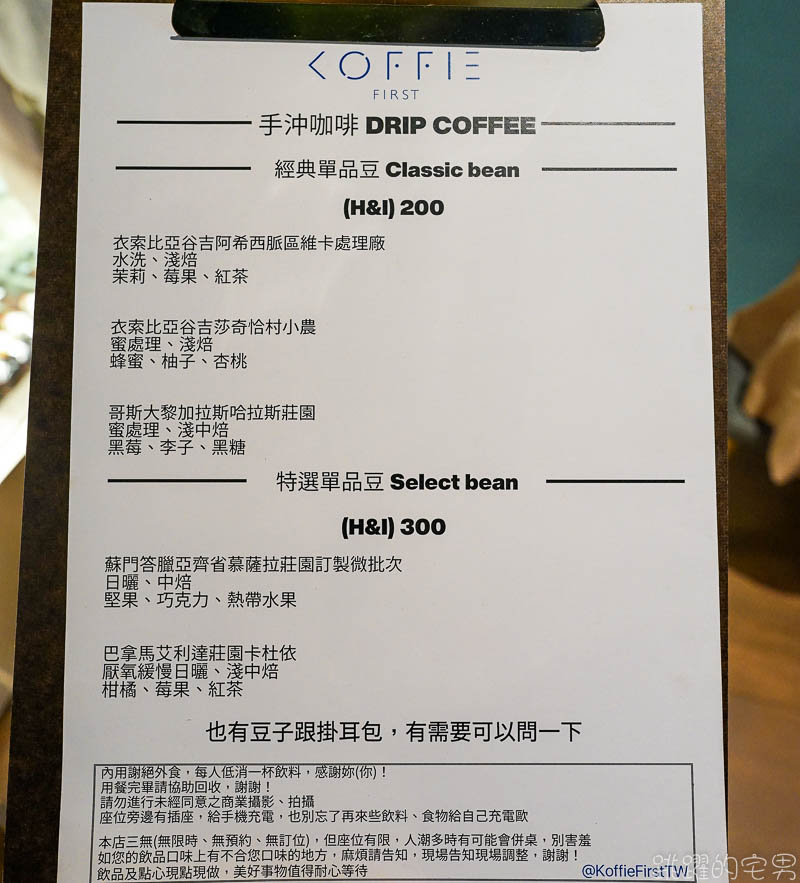 KOFFIE
FIRST
手沖咖啡 DRIP COFFEE
經典單品豆 Classic bean
(H&I) 200
衣索比亞谷吉阿希西脈區維卡處理廠
水洗、淺焙
茉莉、莓果、紅茶
衣索比亞谷吉莎奇恰村小農
蜜處理、淺焙
蜂蜜、柚子、杏桃
哥斯大黎加拉斯哈拉斯莊園
蜜處理、淺中焙
黑莓、李子、黑糖
特選單品豆 Select bean
(H&I) 300
蘇門答臘亞齊省慕薩拉莊園訂製微批次
日曬、中焙
堅果、巧克力、熱帶水果
巴拿馬艾利達莊園卡杜依
厭氧緩慢日曬、淺中焙
柑橘、莓果、紅茶
也有豆子跟掛耳包，有需要可以問一下
內用謝絕外食，每人低消一杯飲料，感謝妳(你)！
用餐完畢請協助回收，謝謝！
請勿進行未經同意之商業攝影、拍攝
座位旁邊有插座，給手機充電，也別忘了再來些飲料、食物給自己充電歐
本店三無(無限時、無預約、無訂位)，但座位有限，人潮多時有可能會併桌，別害羞
如您的飲品口味上有不合您口味的地方，麻煩請告知，現場告知現場調整，謝謝！
飲品及點心現點現做，美好事物值得耐心等待
@KoffieFirstTW
跳躍的宅男